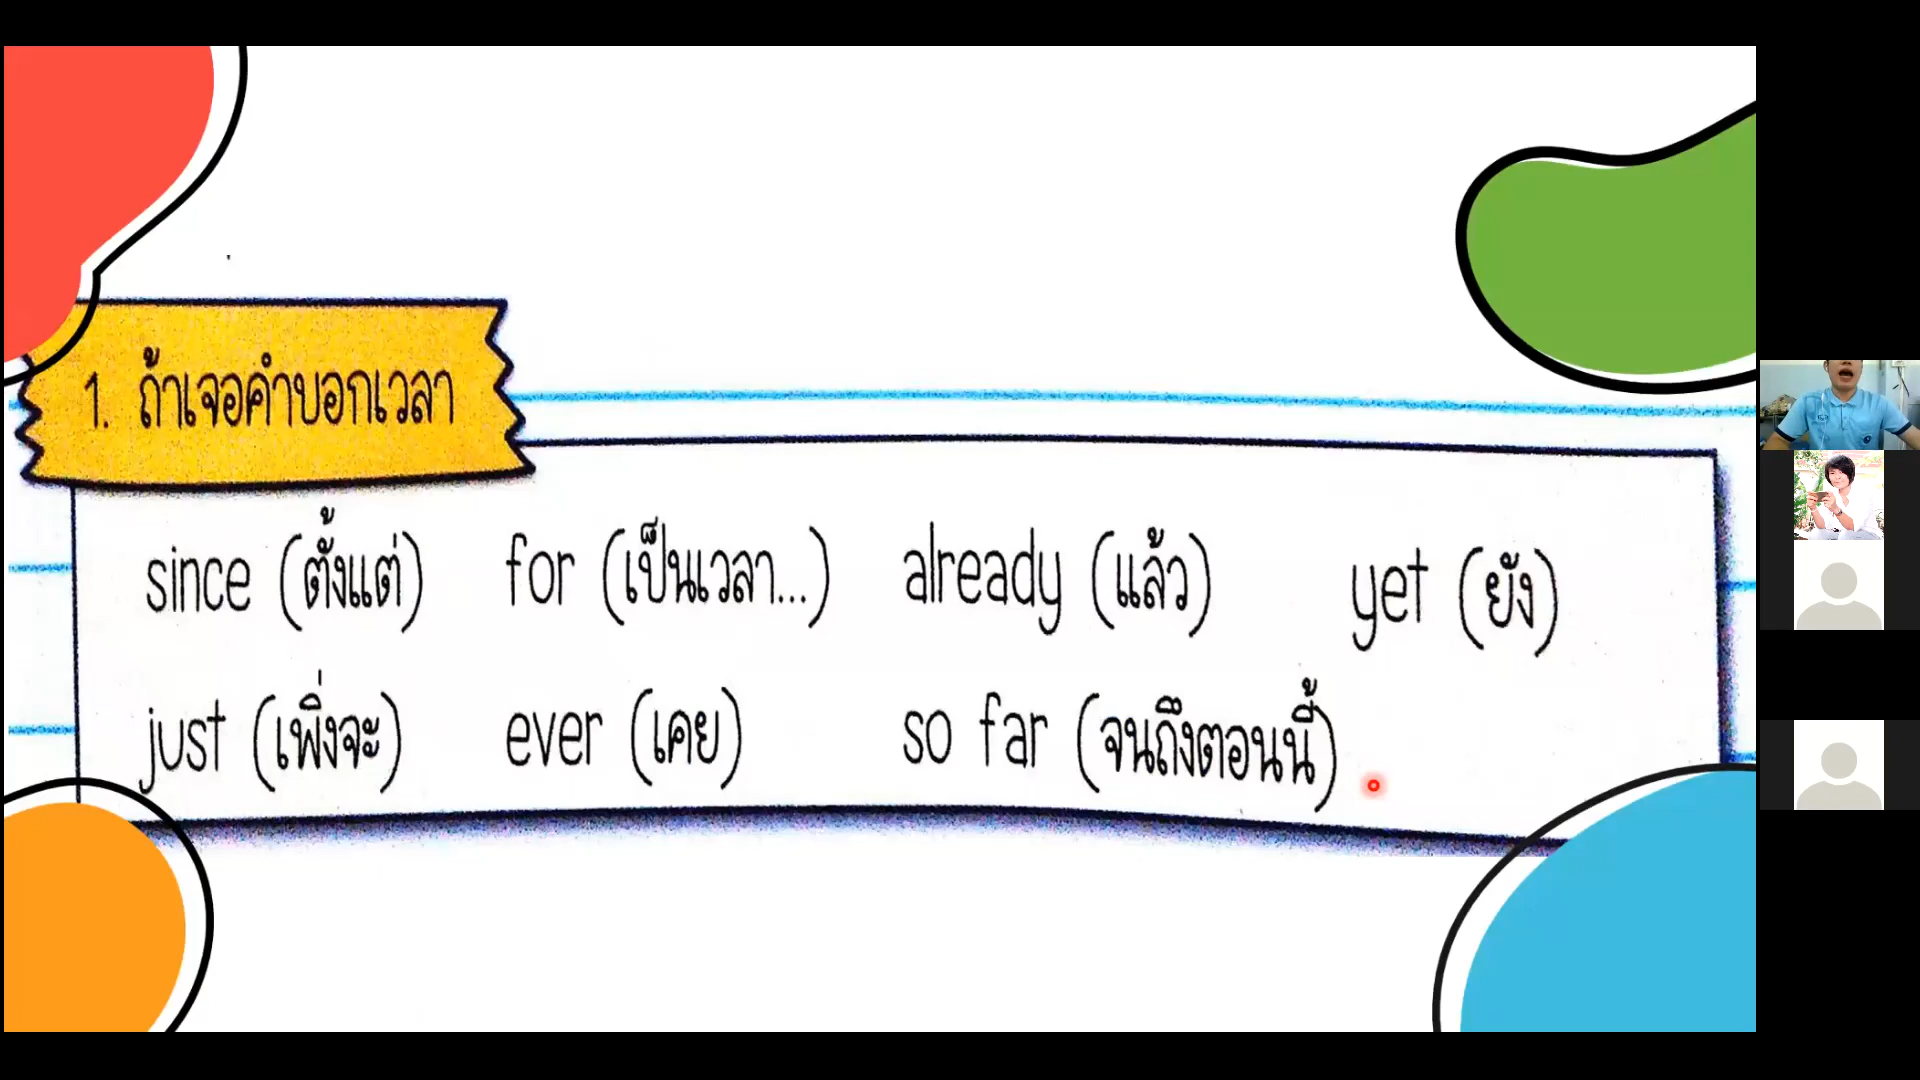 1. ถ้าเจอคำบอกเวลา
since (ตั้งแต่) for (เป็นเวลา...) already (แล้ว) yet (ยัง)
just (เพิ่งจะ) ever (เคย) so far (จนถึงตอนนี้)